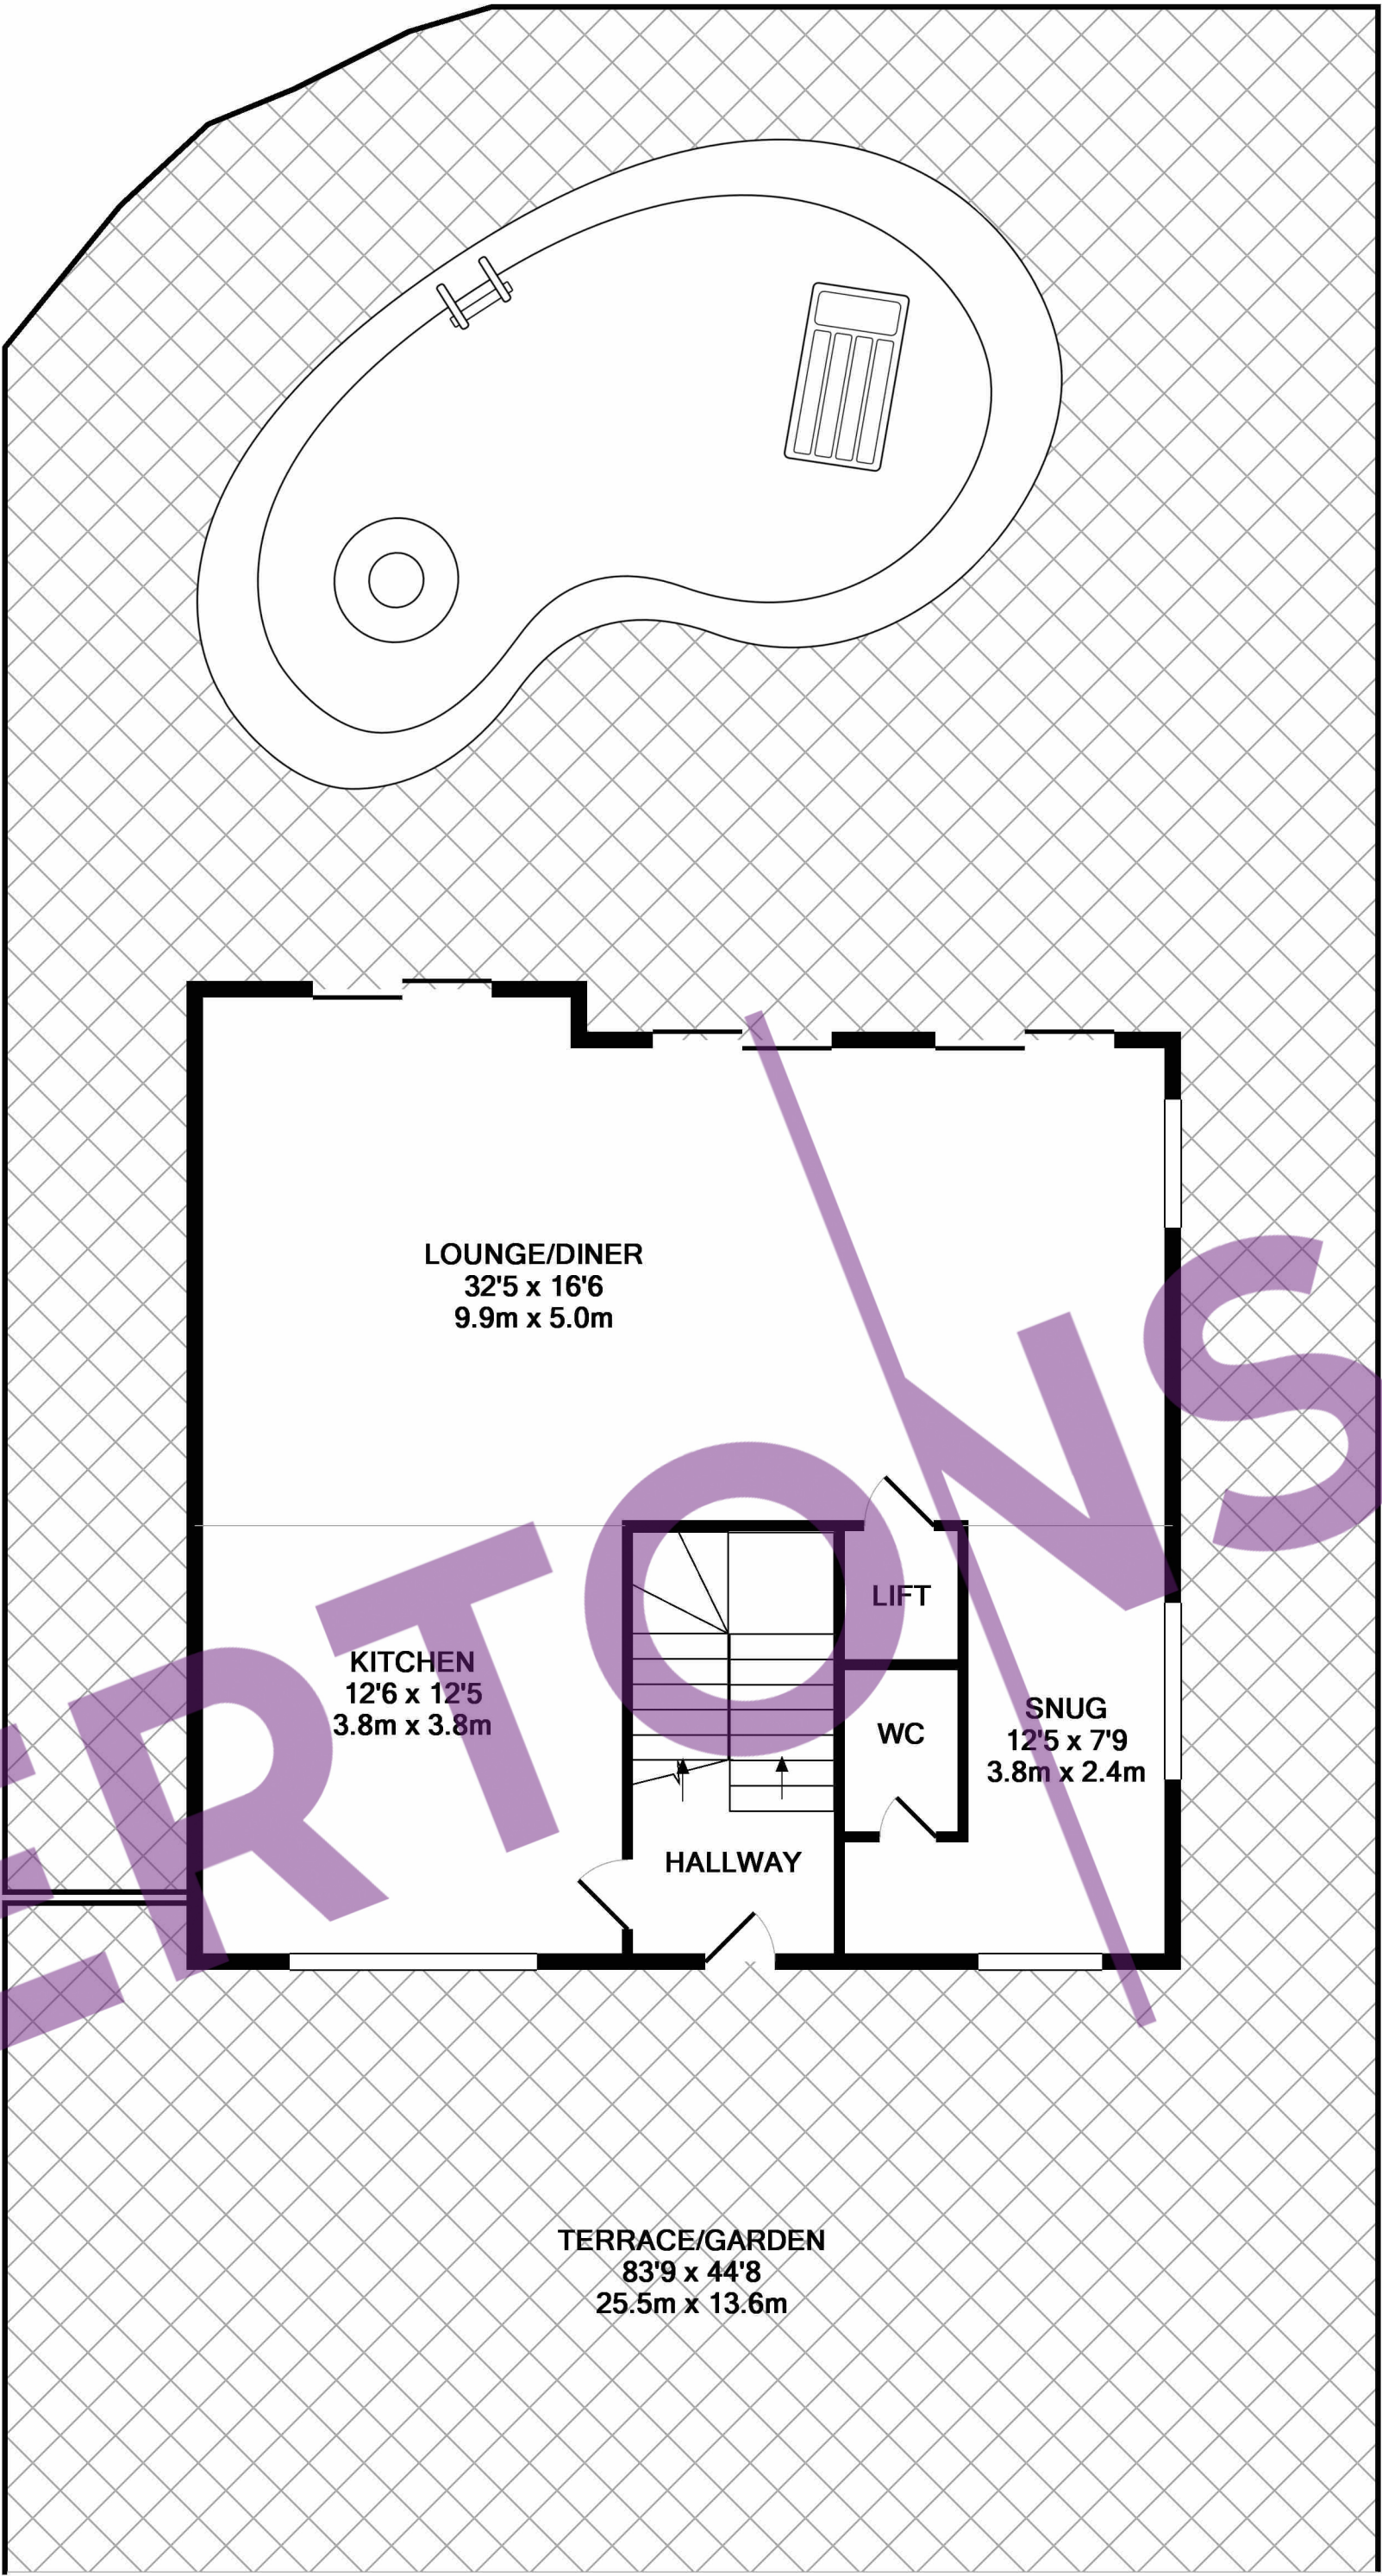 LOUNGE/DINER
32'5 x 16'6
9.9m x 5.0m
LIFT
KITCHEN
12'6 x 12'5
3.8m x 3.8m
SNUG
12'5 x 7'9
3.8m x 2.4m
WC
HALLWAY
ERTONS
TERRACE/GARDEN
83'9 x 44'8
25.5m x 13.6m